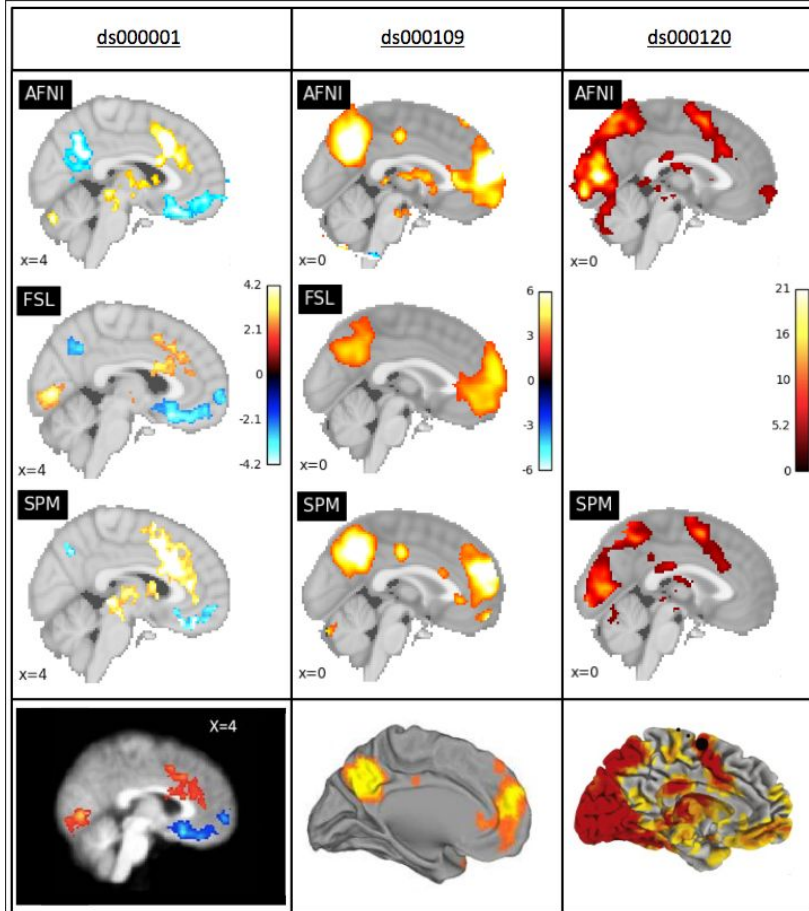 ds000001
ds000109
ds000120
AFNI
x=4
AFNI
x=0
AFNI
x=0
FSL
x=4
4.2
2.1
0
-2.1
-4.2
FSL
x=0
6
3
0
-3
-6
21
16
10
5.2
0
SPM
x=4
SPM
x=0
SPM
x=0
X=4